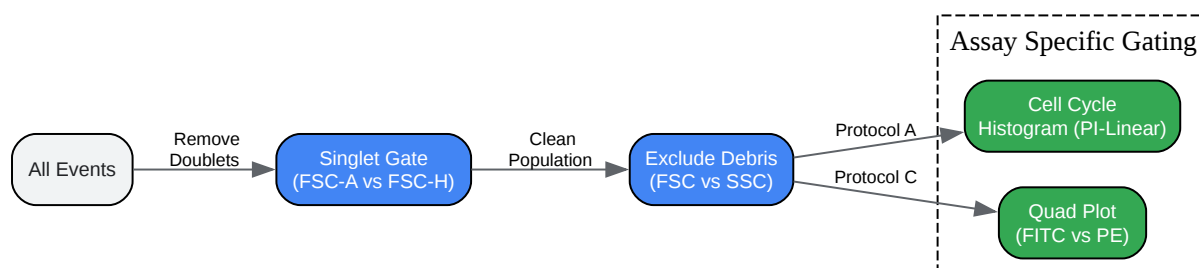 Assay Specific Gating
All Events
Remove
Doublets
Singlet Gate
(FSC-A vs FSC-H)
Clean
Population
Exclude Debris
(FSC vs SSC)
Protocol A
Cell Cycle
Histogram (PI-Linear)
Protocol C
Quad Plot
(FITC vs PE)